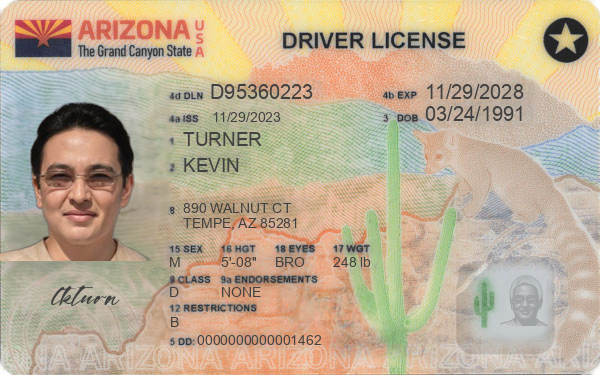 ARIZONA USA
The Grand Canyon State
DRIVER LICENSE
4d DLN D95360223 4b EXP 11/29/2028
4a ISS 11/29/2023 3 DOB 03/24/1991
1 TURNER
2 KEVIN
8 890 WALNUT CT
TEMPE, AZ 85281
15 SEX 16 HGT 18 EYES 17 WGT
M 5'-08" BRO 248 lb
9 CLASS 9a ENDORSEMENTS
D NONE
12 RESTRICTIONS
B
5 DD: 0000000000001462
ARIZONA ARIZONA ARIZONA ARIZONA